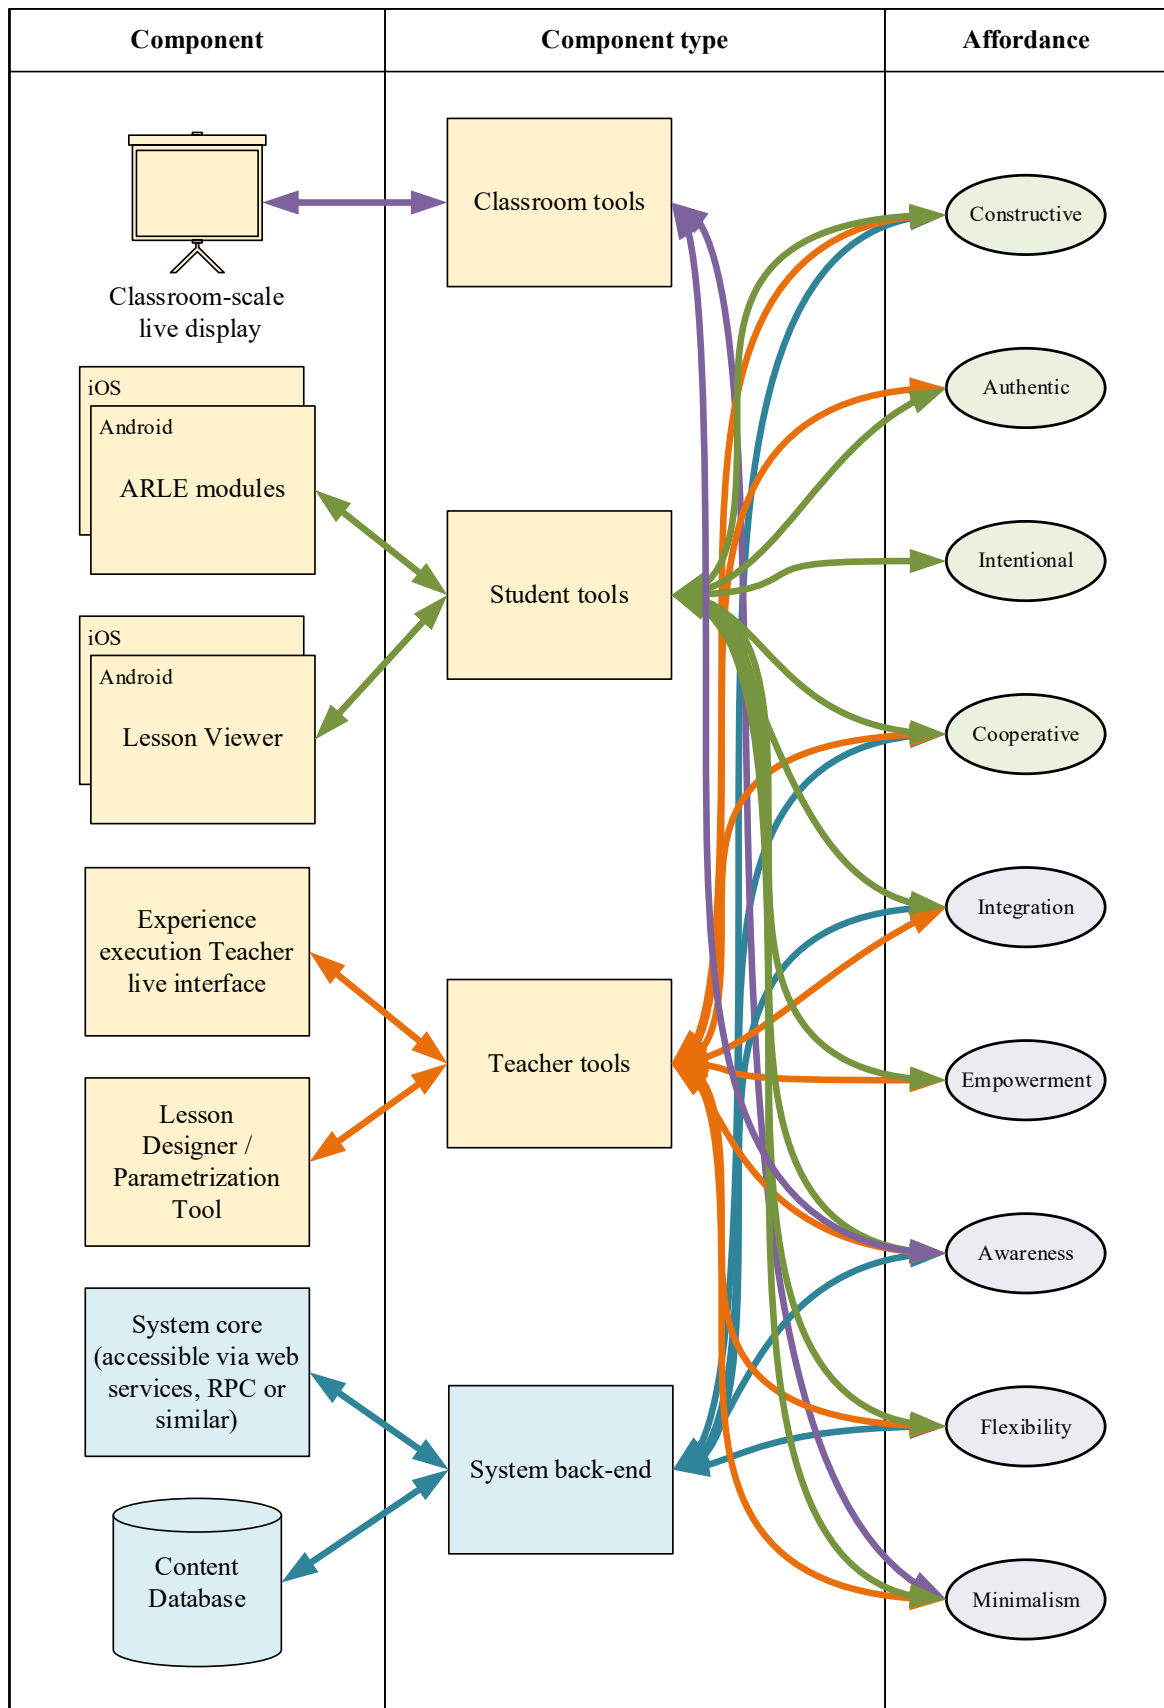 Component
Component type
Affordance
Classroom-scale
live display
iOS
Android
ARLE modules
iOS
Android
Lesson Viewer
Experience
execution Teacher
live interface
Lesson
Designer /
Parametrization
Tool
System core
(accessible via web
services, RPC or
similar)
Content
Database
Classroom tools
Student tools
Teacher tools
System back-end
Constructive
Authentic
Intentional
Cooperative
Integration
Empowerment
Awareness
Flexibility
Minimalism